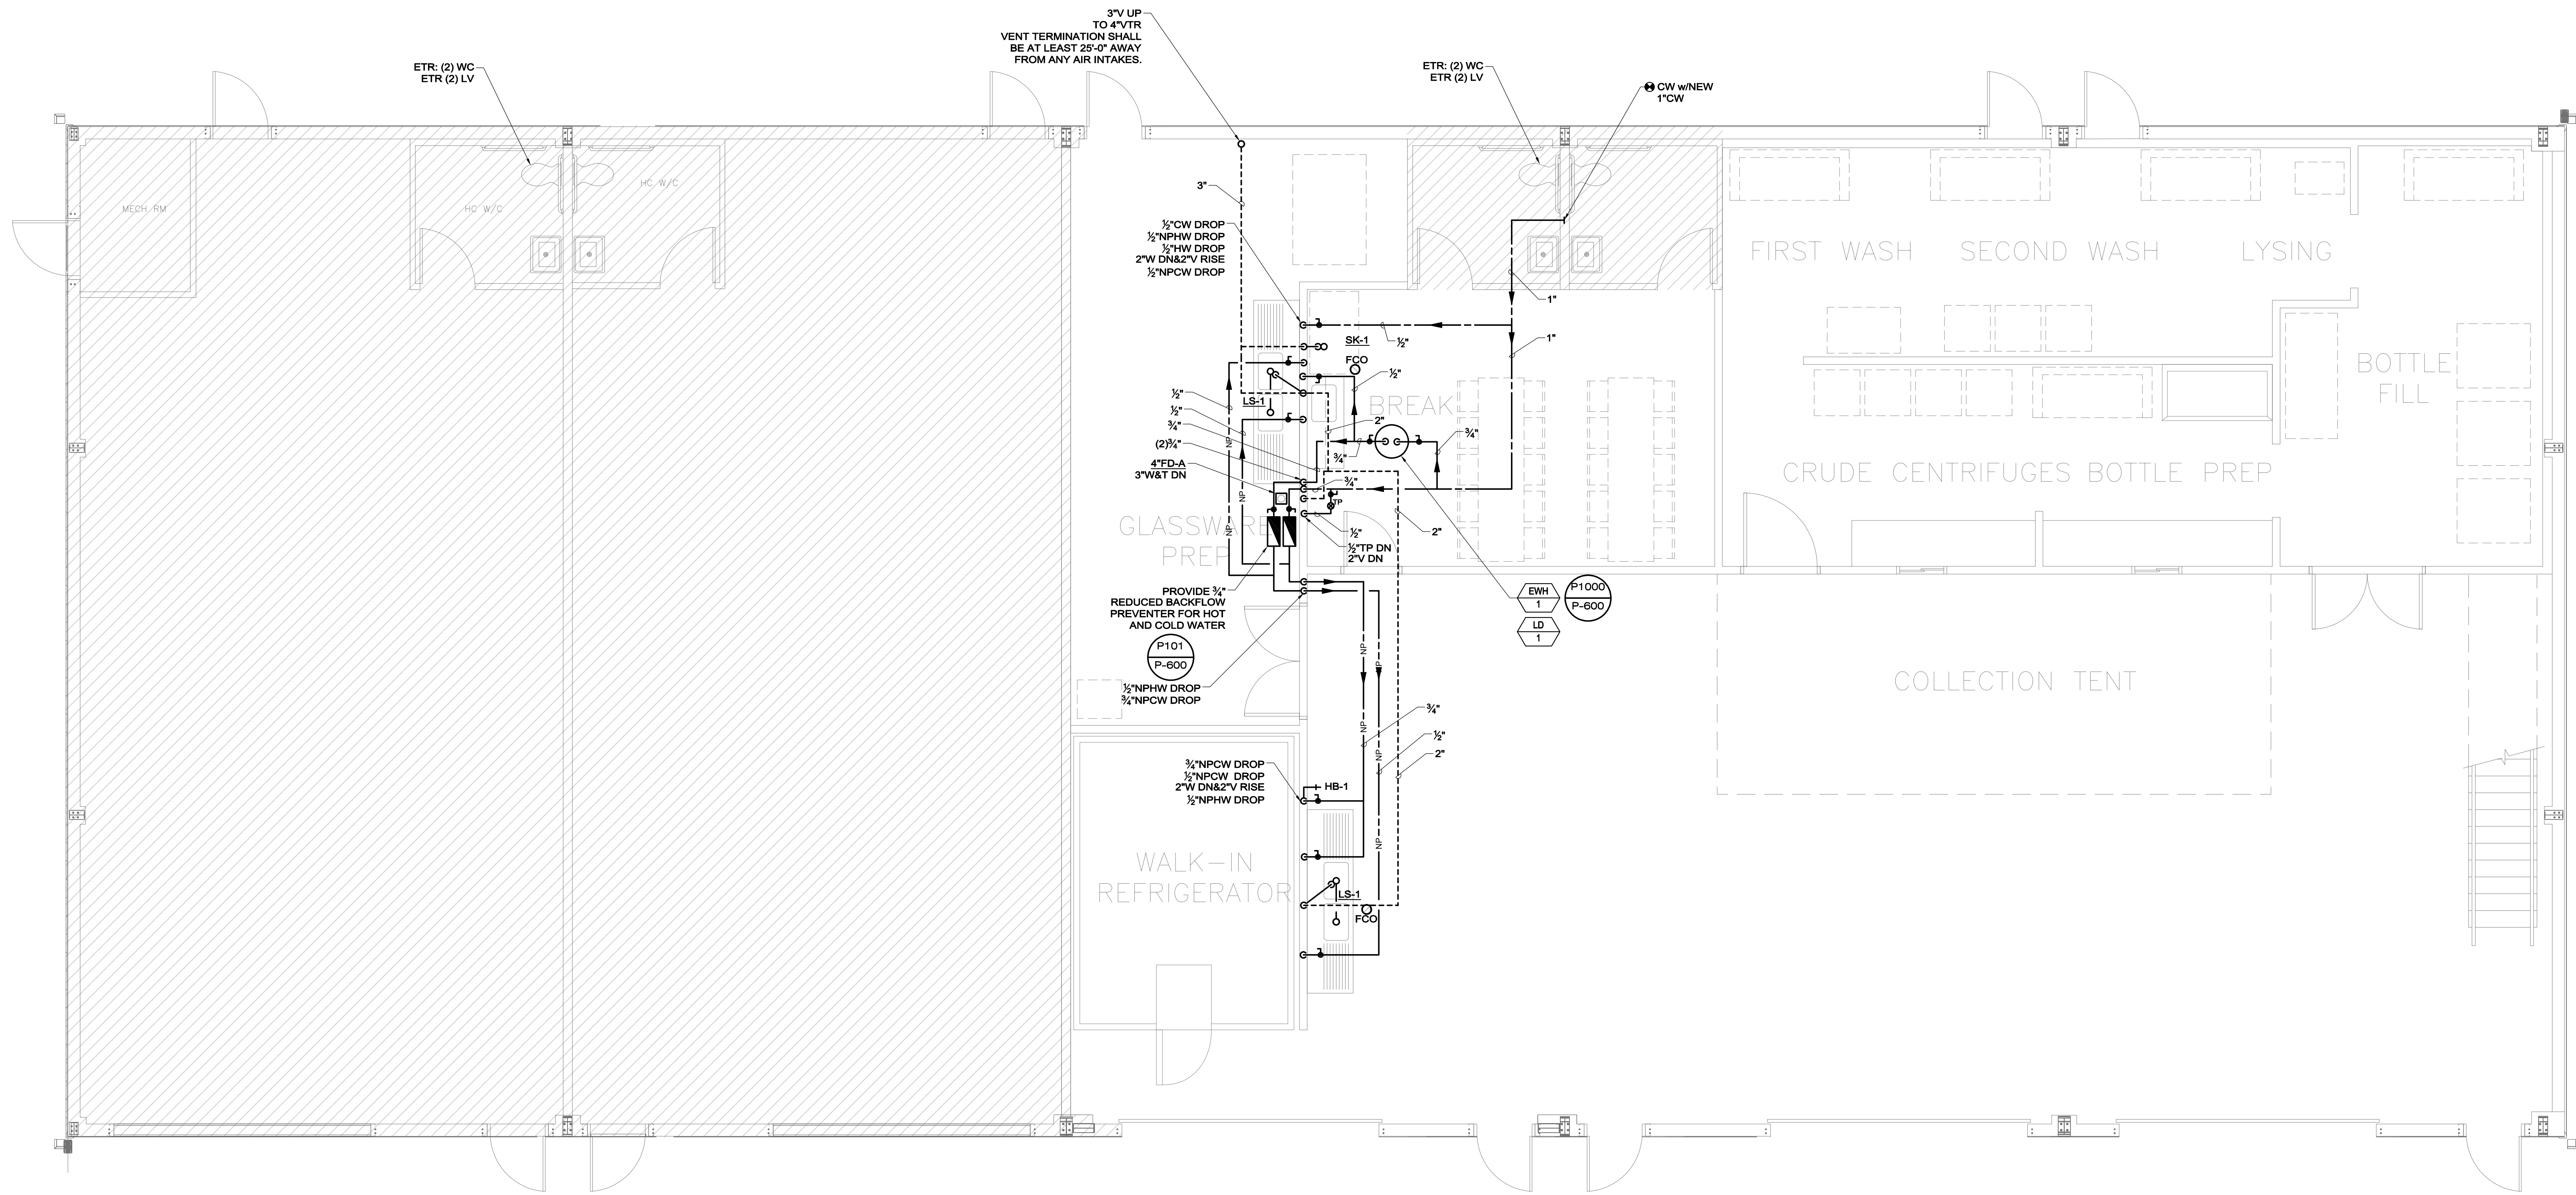 3"V UP
TO 4"VTR
VENT TERMINATION SHALL
BE AT LEAST 25'-0" AWAY
FROM ANY AIR INTAKES.
ETR: (2) WC
ETR (2) LV
ETR: (2) WC
ETR (2) LV
CW w/NEW
1"CW
MECH RM
HC W/C
HC W/C
3"
½"CW DROP
½"NPHW DROP
½"HW DROP
2"W DN&2"V RISE
½"NPCW DROP
FIRST WASH
SECOND WASH
LYSING
1"
1"
½"
SK-1
FCO
½"
BOTTLE
FILL
½"
½"
¾"
(2)¾"
4"FD-A
3"W&T DN
LS-1
BREAK
2"
¾"
¾"
¾"
NP
NP
NP
TP
CRUDE CENTRIFUGES
BOTTLE PREP
GLASSWARE
PREP
½"
2"
½"TP DN
2"V DN
PROVIDE ¾"
REDUCED BACKFLOW
PREVENTER FOR HOT
AND COLD WATER
EWH
1
P1000
P-600
LD
1
P101
P-600
½"NPHW DROP
¾"NPCW DROP
NP
NP
NP
NP
NP
COLLECTION TENT
¾"
½"
2"
¾"NPCW DROP
½"NPCW DROP
2"W DN&2"V RISE
½"NPHW DROP
HB-1
WALK-IN
REFRIGERATOR
LS-1
FCO